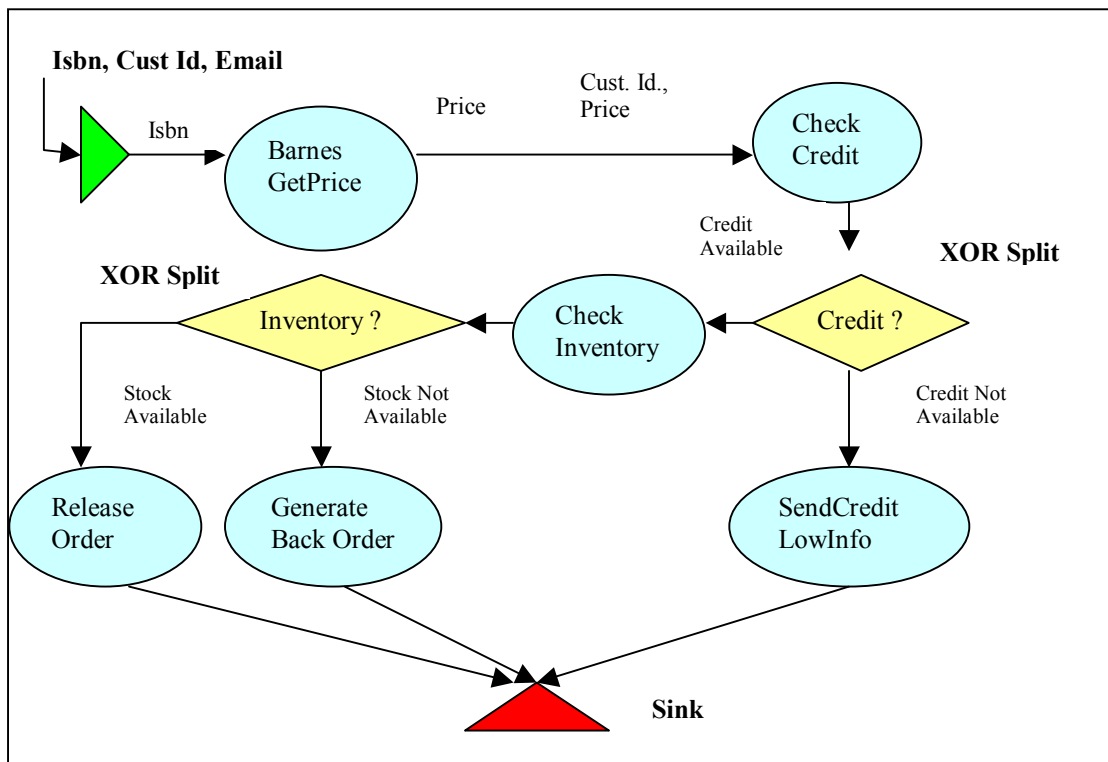 Isbn, Cust Id, Email
Isbn
Barnes
GetPrice
Price
Cust. Id.,
Price
Check
Credit
Credit
Available
XOR Split
XOR Split
Inventory ?
Check
Inventory
Credit ?
Stock
Available
Stock Not
Available
Credit Not
Available
Release
Order
Generate
Back Order
SendCredit
LowInfo
Sink